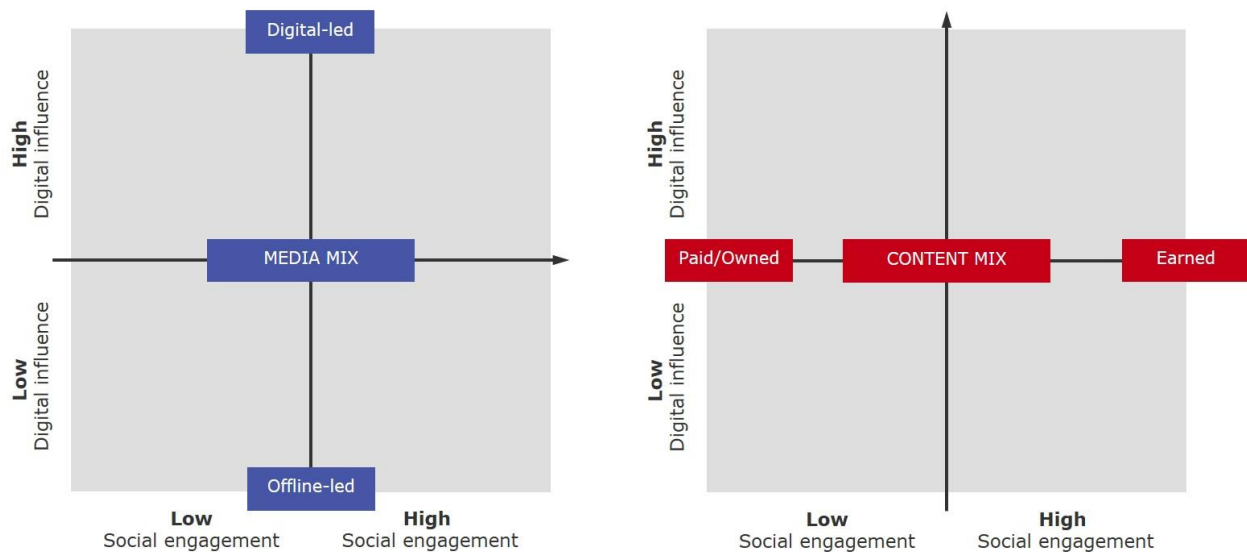 Digital-led
High
Digital influence
MEDIA MIX
Low
Digital influence
Offline-led
Low
Social engagement
High
Social engagement
High
Digital influence
Paid/Owned
CONTENT MIX
Earned
Low
Digital influence
Low
Social engagement
High
Social engagement